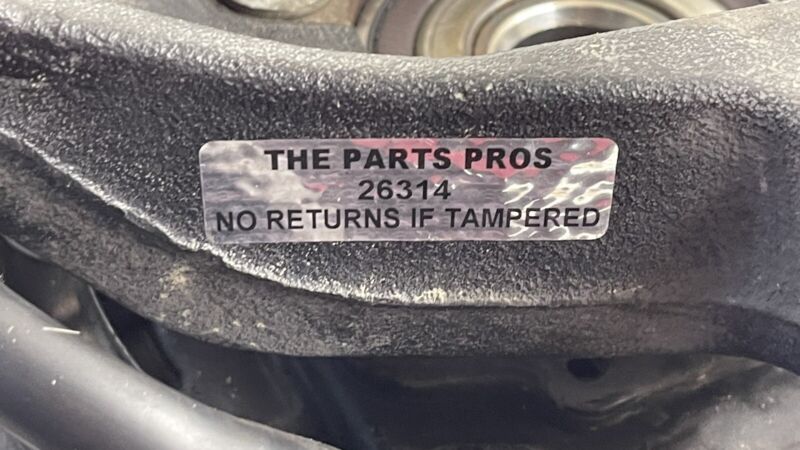 THE PARTS PROS
26314
NO RETURNS IF TAMPERED